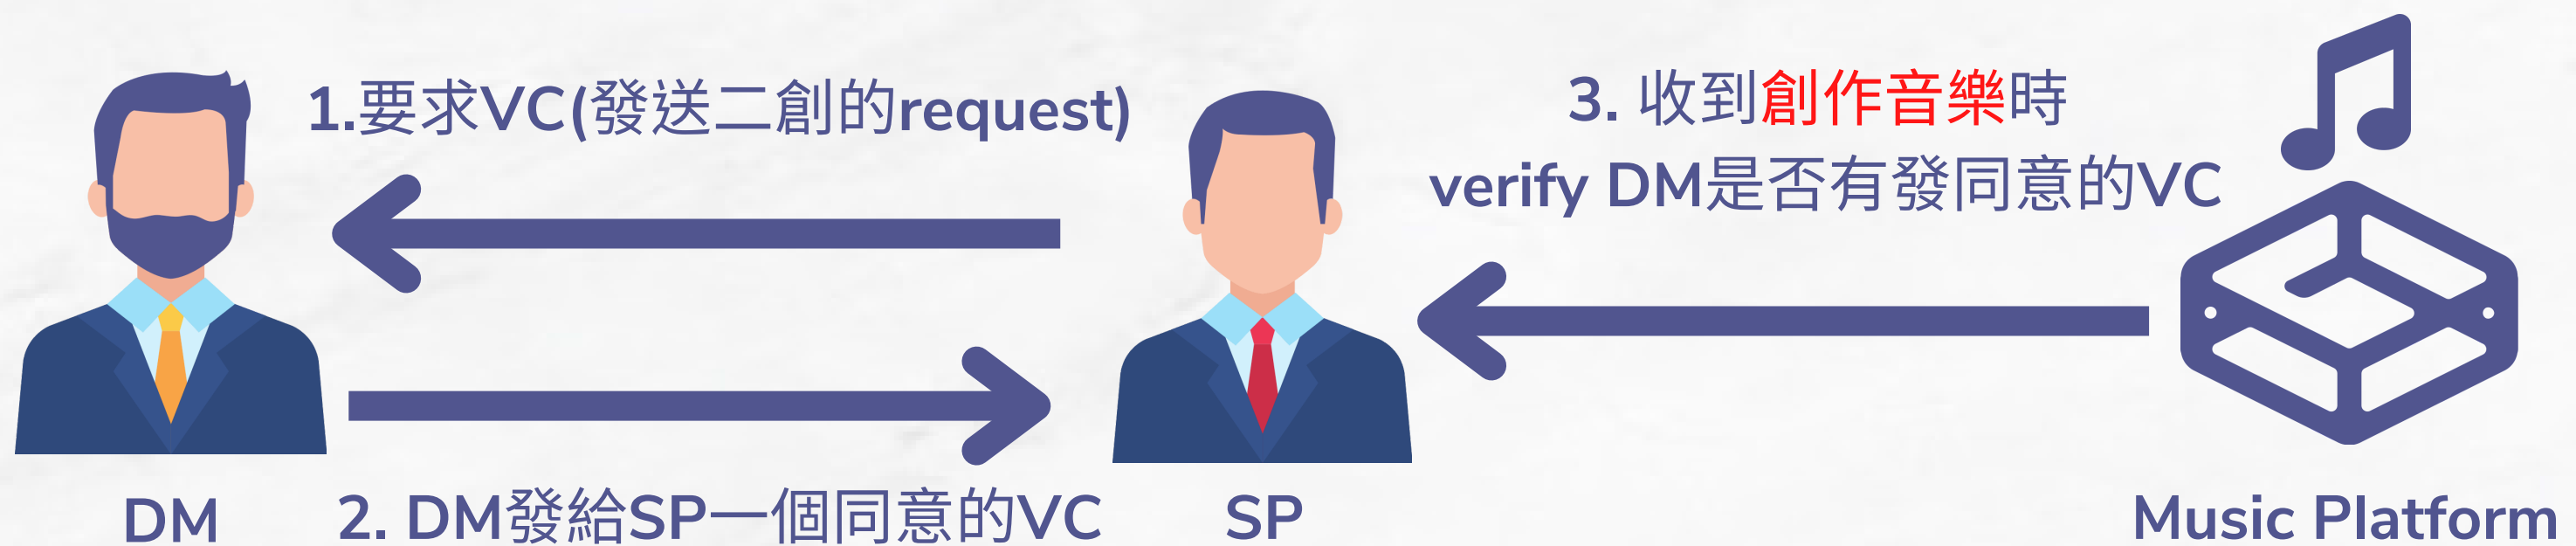 1.要求VC(發送二創的request)
3. 收到創作音樂時
verify DM是否有發同意的VC
DM
2. DM發給SP一個同意的VC
SP
Music Platform